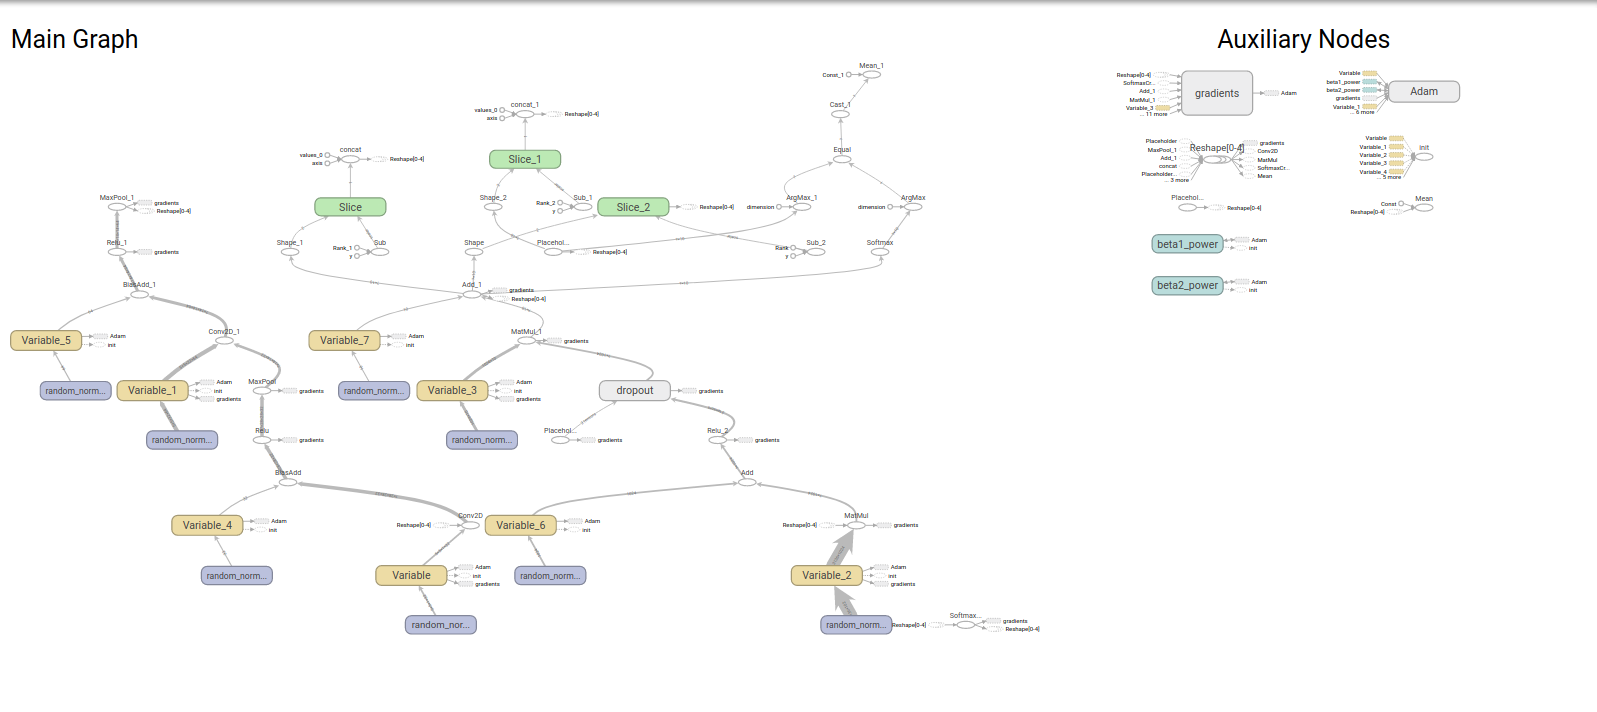 Main Graph
Auxiliary Nodes
Mean_1
Const_1
Cast_1
concat_1
values_0
axis
Reshape[0-4]
Equal
concat
values_0
axis
Reshape[0-4]
Slice_1
MaxPool_1
gradients
Reshape[0-4]
Slice
Shape_2
Rank_2
y
Sub_1
Slice_2
Reshape[0-4]
dimension
ArgMax_1
dimension
ArgMax
Relu_1
gradients
Shape_1
Rank_1
y
Sub
Shape
Placehol...
Reshape[0-4]
Rank
y
Sub_2
Softmax
BiasAdd_1
Add_1
gradients
Reshape[0-4]
Variable_5
Adam
init
Conv2D_1
Variable_7
Adam
init
MatMul_1
gradients
random_norm...
Variable_1
Adam
init
gradients
MaxPool
gradients
random_norm...
Variable_3
Adam
init
gradients
dropout
gradients
random_norm...
Relu
gradients
random_norm...
Placehol...
gradients
Relu_2
gradients
BiasAdd
Add
Variable_4
Adam
init
Reshape[0-4]
Conv2D
Variable_6
Adam
init
Reshape[0-4]
MatMul
gradients
random_norm...
Variable
Adam
init
gradients
random_norm...
Variable_2
Adam
init
gradients
random_nor...
random_norm...
Reshape[0-4]
Softmax...
gradients
Reshape[0-4]
Reshape[0-4]
SoftmaxCr...
Add_1
MatMul_1
Variable_3
... 11 more
gradients
Adam
Variable
beta1_power
beta2_power
gradients
Variable_1
... 6 more
Adam
Placeholder
MaxPool_1
Add_1
concat
Placeholder...
... 3 more
Reshape[0-4]
gradients
Conv2D
MatMul
SoftmaxCr...
Mean
Variable
Variable_1
Variable_2
Variable_3
Variable_4
... 5 more
init
Placehol...
Reshape[0-4]
Const
Reshape[0-4]
Mean
beta1_power
Adam
init
beta2_power
Adam
init